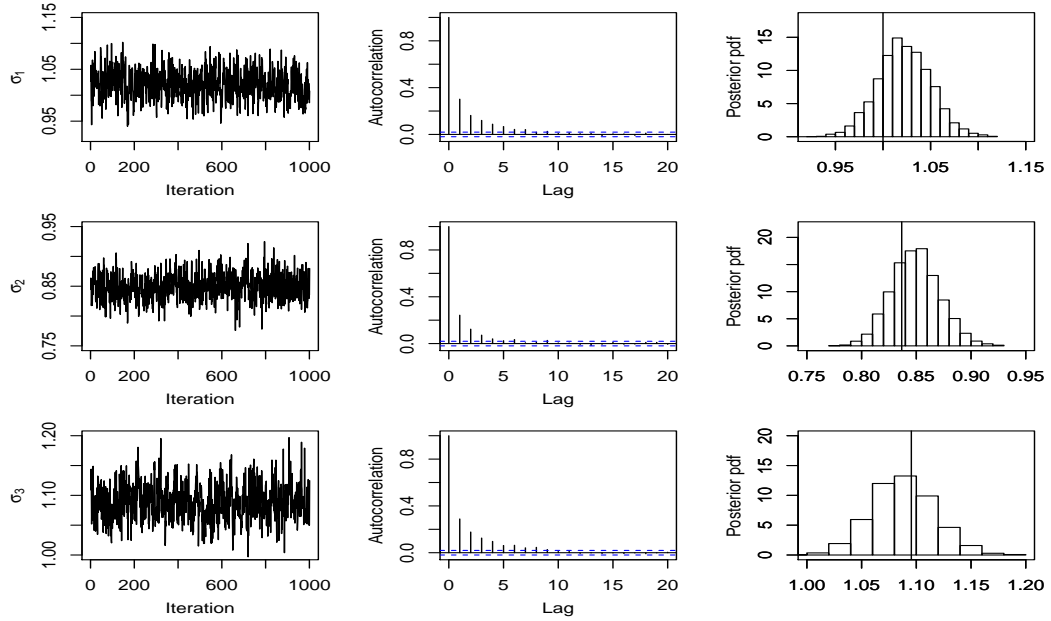 σ1
0.95 1.05 1.15
0 200 600 1000
Iteration
Autocorrelation
0.0 0.4 0.8
0 5 10 15 20
Lag
Posterior pdf
0 5 10 15
0.95 1.05 1.15
σ2
0.75 0.85 0.95
0 200 600 1000
Iteration
Autocorrelation
0.0 0.4 0.8
0 5 10 15 20
Lag
Posterior pdf
0 5 10 15 20
0.75 0.80 0.85 0.90 0.95
σ3
1.00 1.10 1.20
0 200 600 1000
Iteration
Autocorrelation
0.0 0.4 0.8
0 5 10 15 20
Lag
Posterior pdf
0 5 10 15 20
1.00 1.05 1.10 1.15 1.20